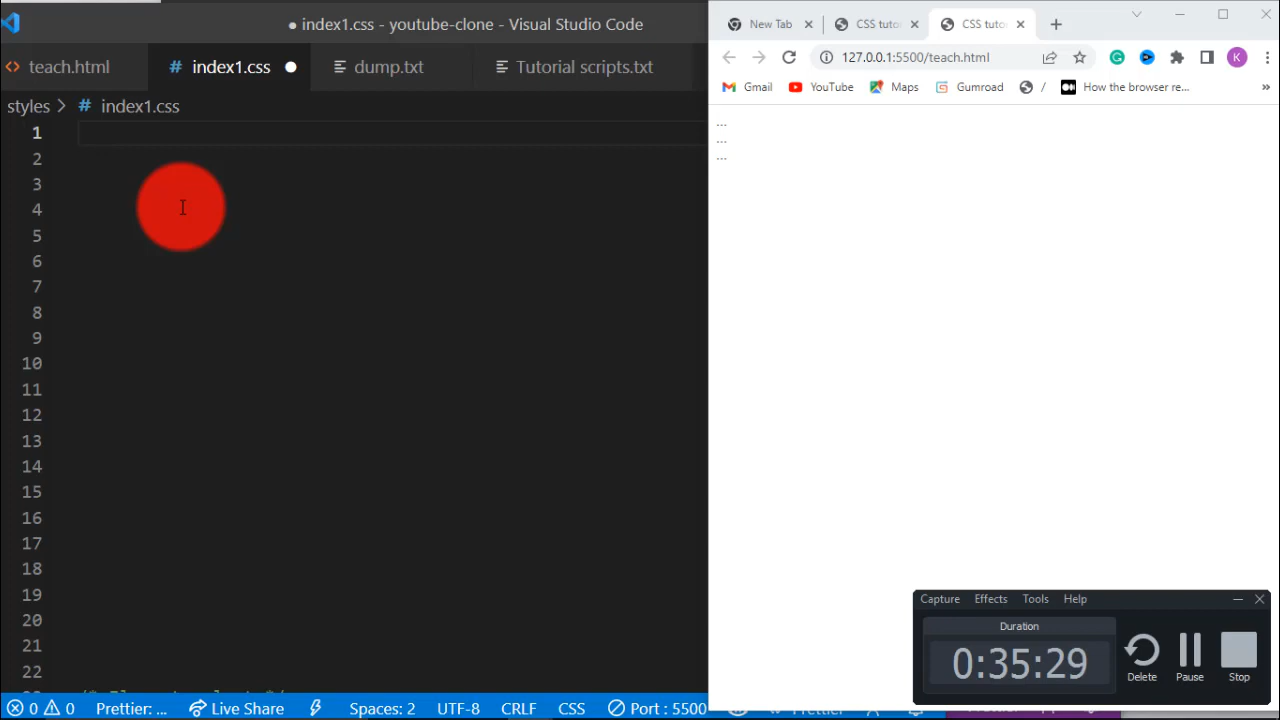 ● index1.css - youtube-clone - Visual Studio Code
teach.html
# index1.css ●
dump.txt
Tutorial scripts.txt
styles > # index1.css
1
2
3
4
5
6
7
8
9
10
11
12
13
14
15
16
17
18
19
20
21
22
0 0 Prettier: ... Live Share Spaces: 2 UTF-8 CRLF CSS Port : 5500
New Tab
CSS tuto
CSS tuto
127.0.0.1:5500/teach.html
K
Gmail YouTube Maps Gumroad / How the browser re... »
...
...
...
Capture Effects Tools Help
Duration
0:35:29
Delete Pause Stop